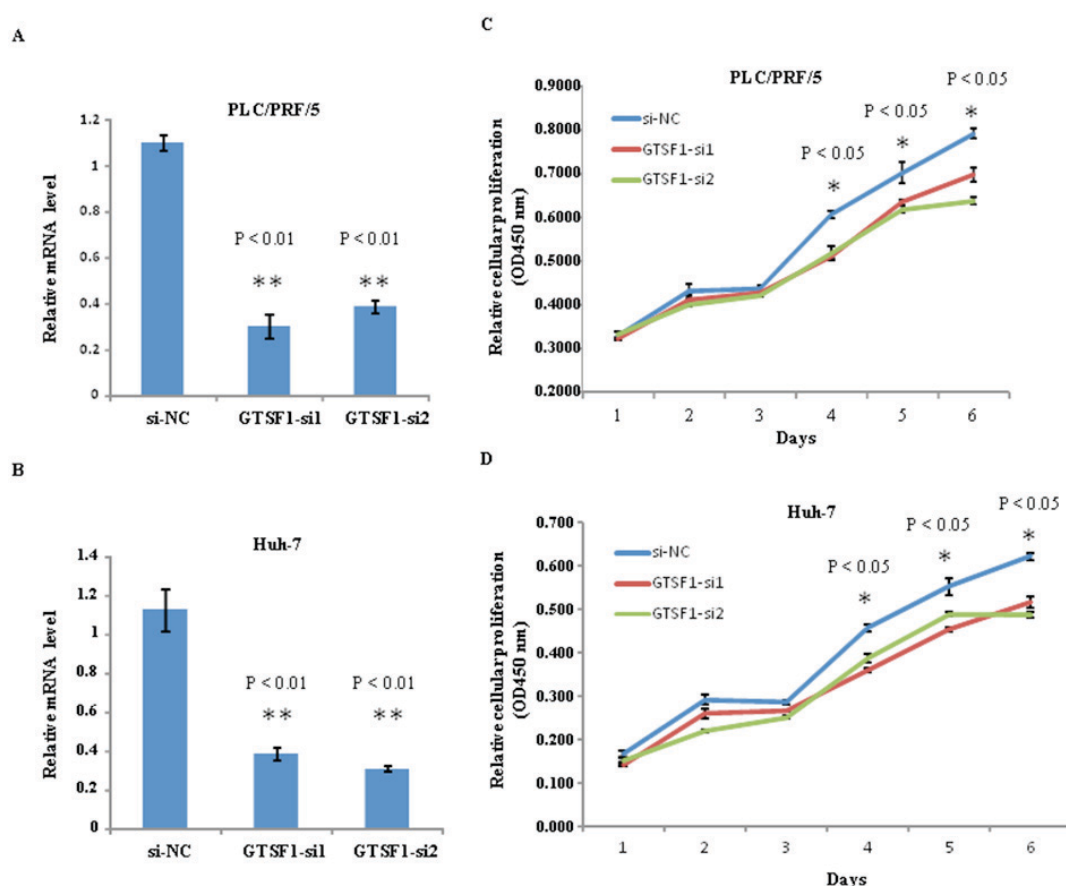 A
PLC/PRF/5
Relative mRNA level
1.2
1
0.8
0.6
0.4
0.2
0
P < 0.01
P < 0.01
**
**
si-NC
GTSF1-si1
GTSF1-si2
B
Huh-7
Relative mRNA level
1.4
1.2
1
0.8
0.6
0.4
0.2
0
P < 0.01
P < 0.01
**
**
si-NC
GTSF1-si1
GTSF1-si2
C
PLC/PRF/5
Relative cellular proliferation
(OD450 nm)
0.9000
0.8000
0.7000
0.6000
0.5000
0.4000
0.3000
0.2000
si-NC
GTSF1-si1
GTSF1-si2
P < 0.05
*
P < 0.05
*
P < 0.05
*
1
2
3
4
5
6
Days
D
Huh-7
Relative cellular proliferation
(OD450 nm)
0.700
0.600
0.500
0.400
0.300
0.200
0.100
0.000
si-NC
GTSF1-si1
GTSF1-si2
P < 0.05
*
P < 0.05
*
P < 0.05
*
1
2
3
4
5
6
Days